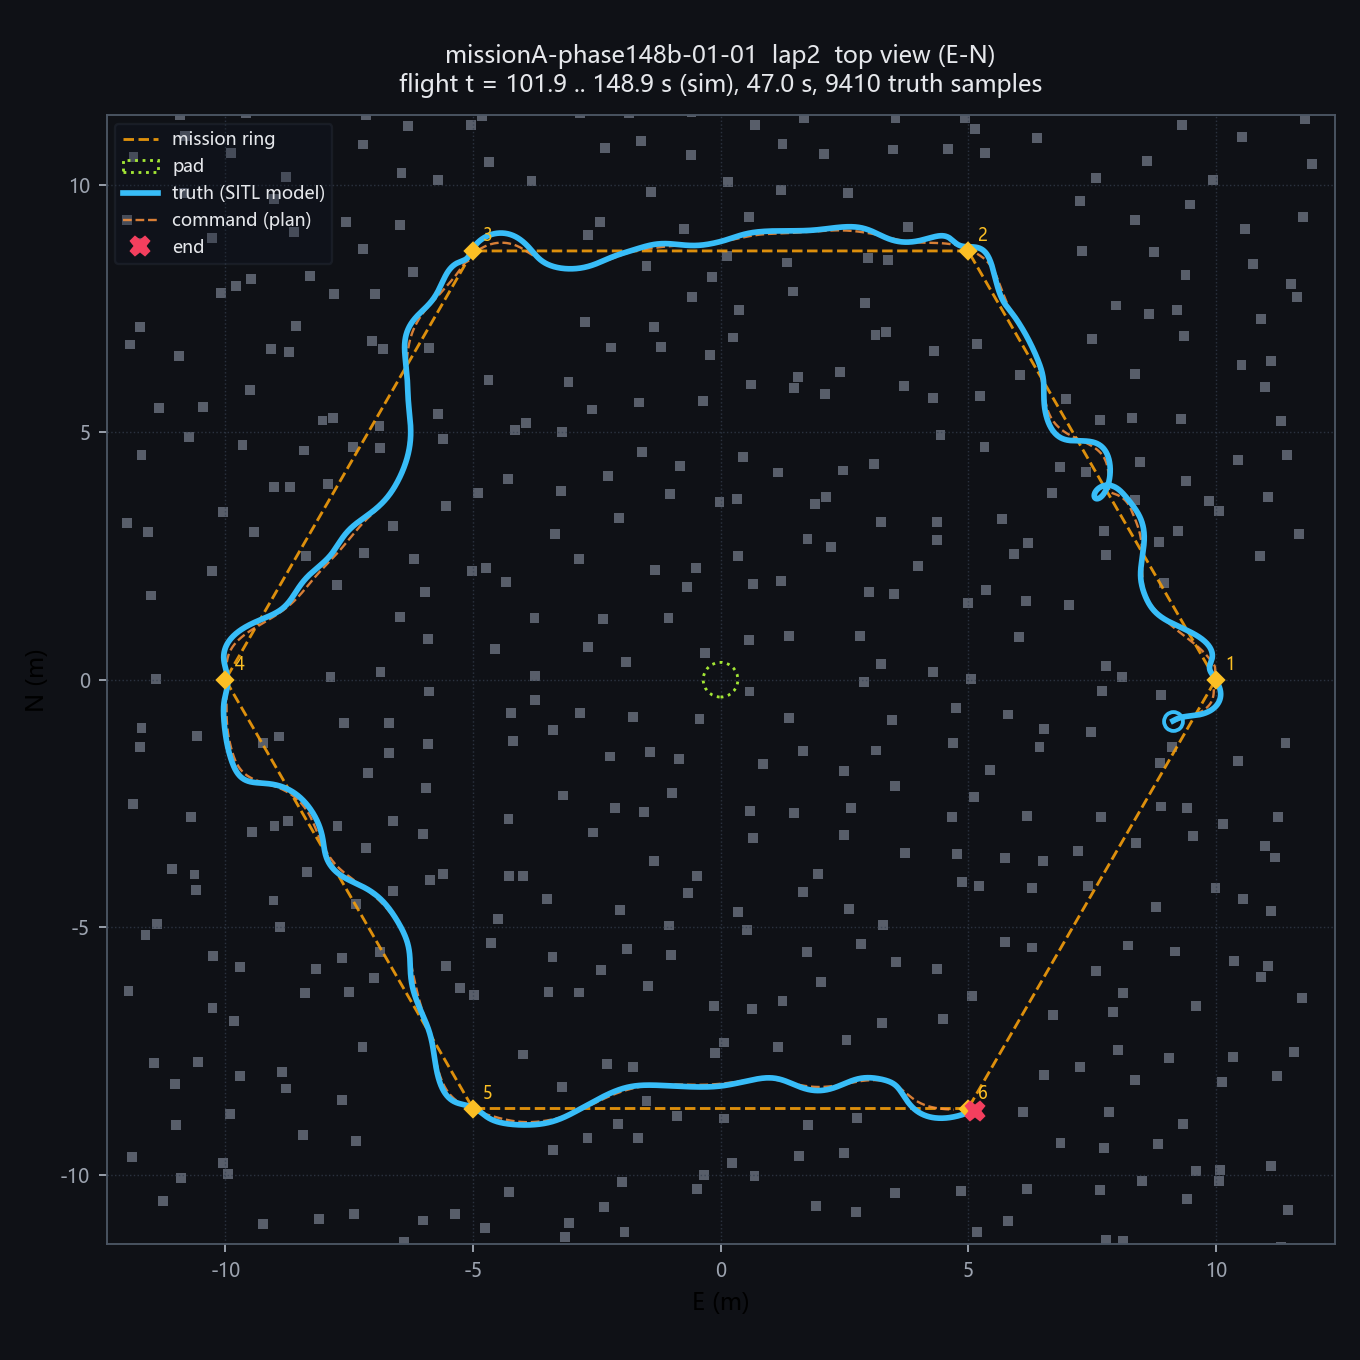 missionA-phase148b-01-01 lap2 top view (E-N)
flight t = 101.9 .. 148.9 s (sim), 47.0 s, 9410 truth samples
mission ring
pad
truth (SITL model)
command (plan)
end
3
2
4
1
5
6
10
5
0
-5
-10
N (m)
-10
-5
0
5
10
E (m)